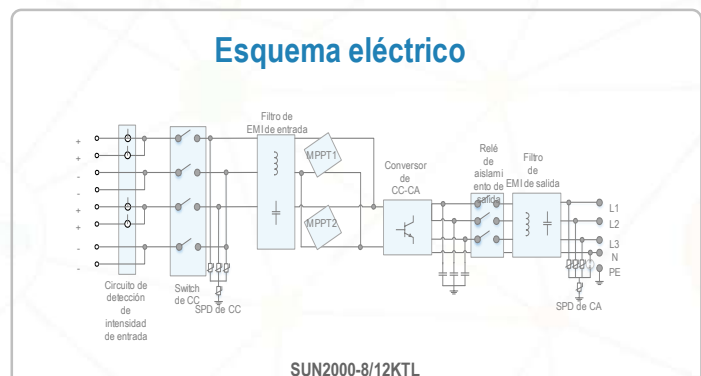 Esquema eléctrico
Filtro de
EMI de entrada
MPPT1
MPPT2
Conversor
de
CC-CA
Relé
de
aislami
ento de
salida
Filtro
de
EMI de salida
+
+
-
-
+
+
-
-
L1
L2
L3
N
PE
Circuito de
detección
de
intensidad
de entrada
Switch
de CC
SPD de CC
SPD de CA
SUN2000-8/12KTL